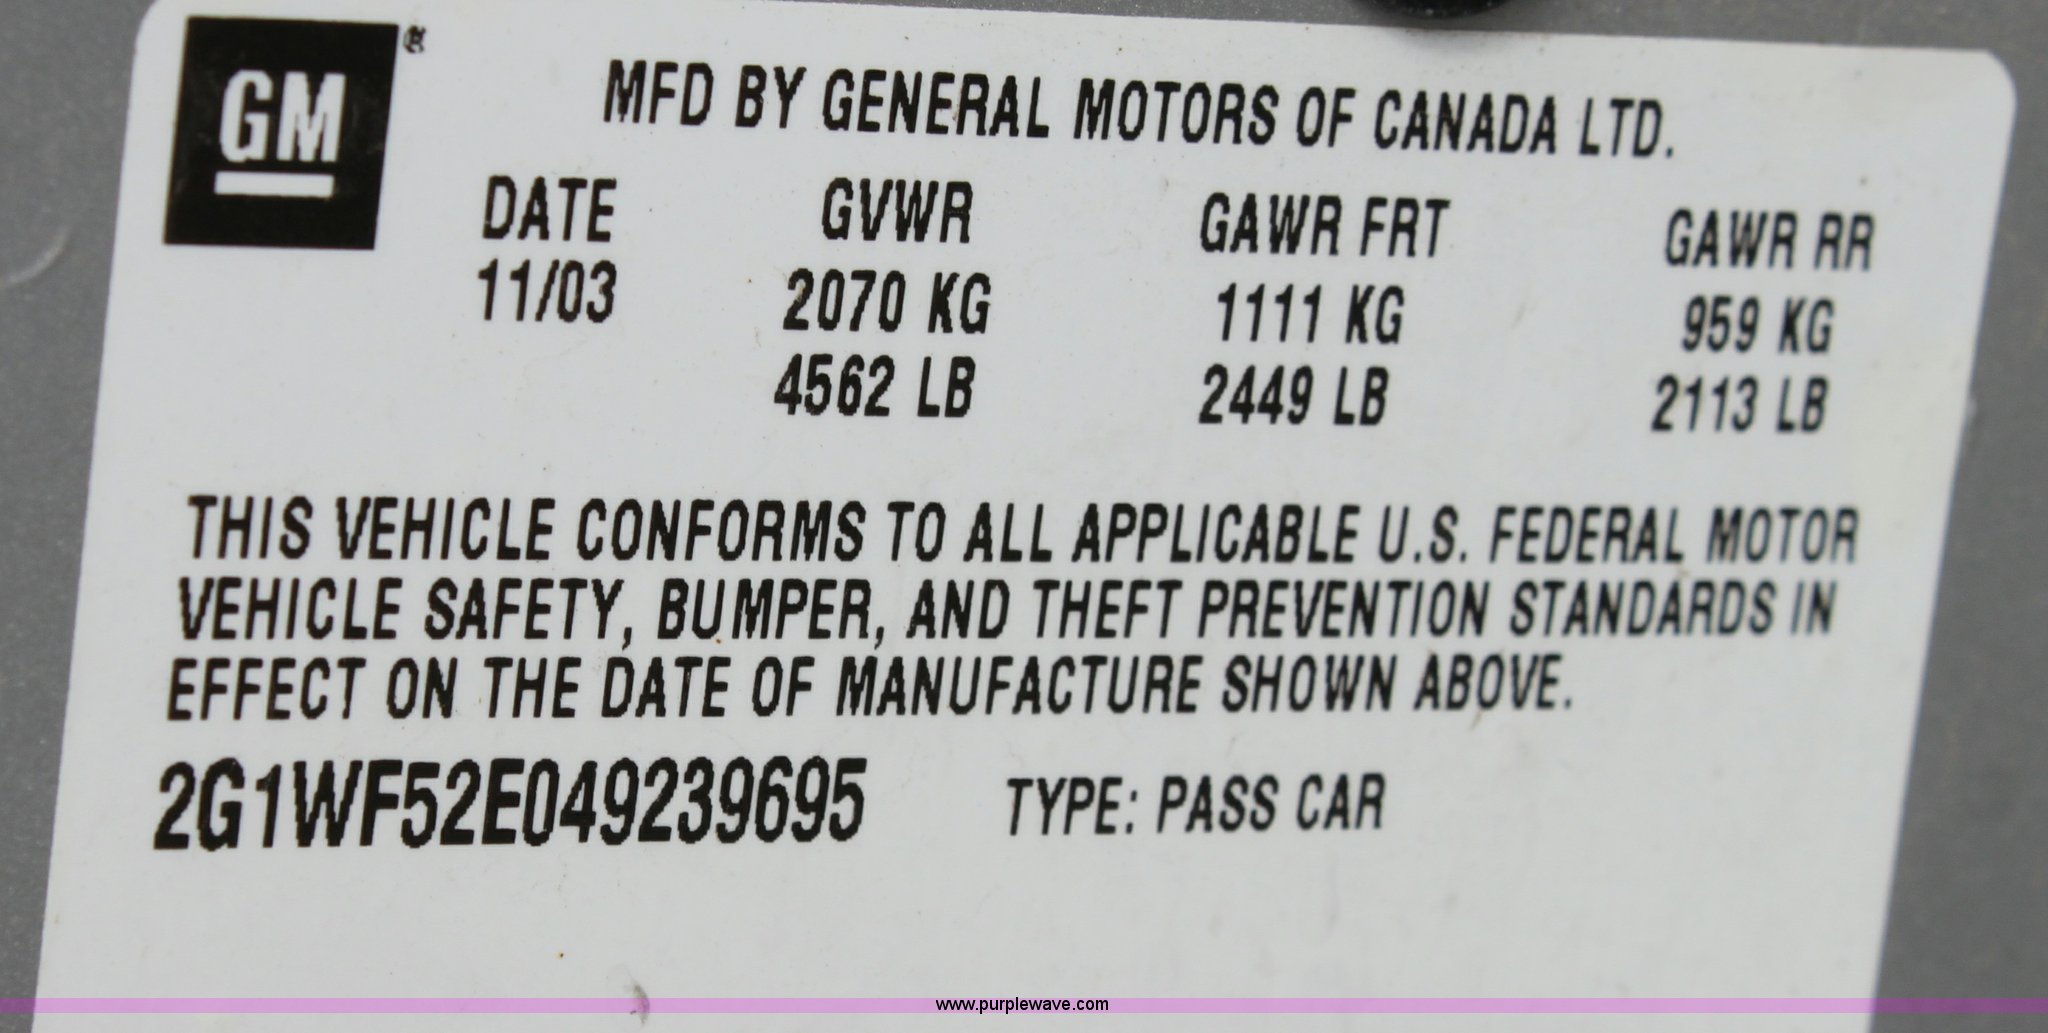 GM ®
MFD BY GENERAL MOTORS OF CANADA LTD.
DATE GVWR GAWR FRT GAWR RR
11/03 2070 KG 1111 KG 959 KG
4562 LB 2449 LB 2113 LB
THIS VEHICLE CONFORMS TO ALL APPLICABLE U.S. FEDERAL MOTOR
VEHICLE SAFETY, BUMPER, AND THEFT PREVENTION STANDARDS IN
EFFECT ON THE DATE OF MANUFACTURE SHOWN ABOVE.
2G1WF52E049239695 TYPE: PASS CAR
www.purplewave.com